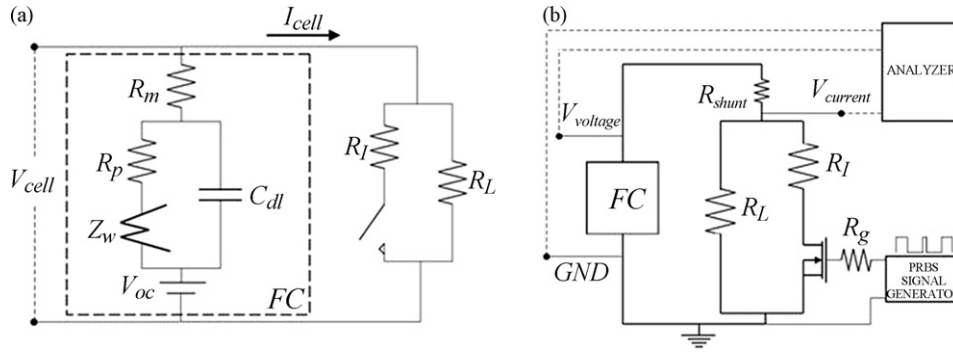 (a)
I_cell
R_m
R_p
R_I
R_L
V_cell
C_dl
Z_w
V_oc
FC
(b)
ANALYZER
R_shunt
V_current
V_voltage
R_I
FC
R_L
R_g
GND
PRBS
SIGNAL
GENERATO